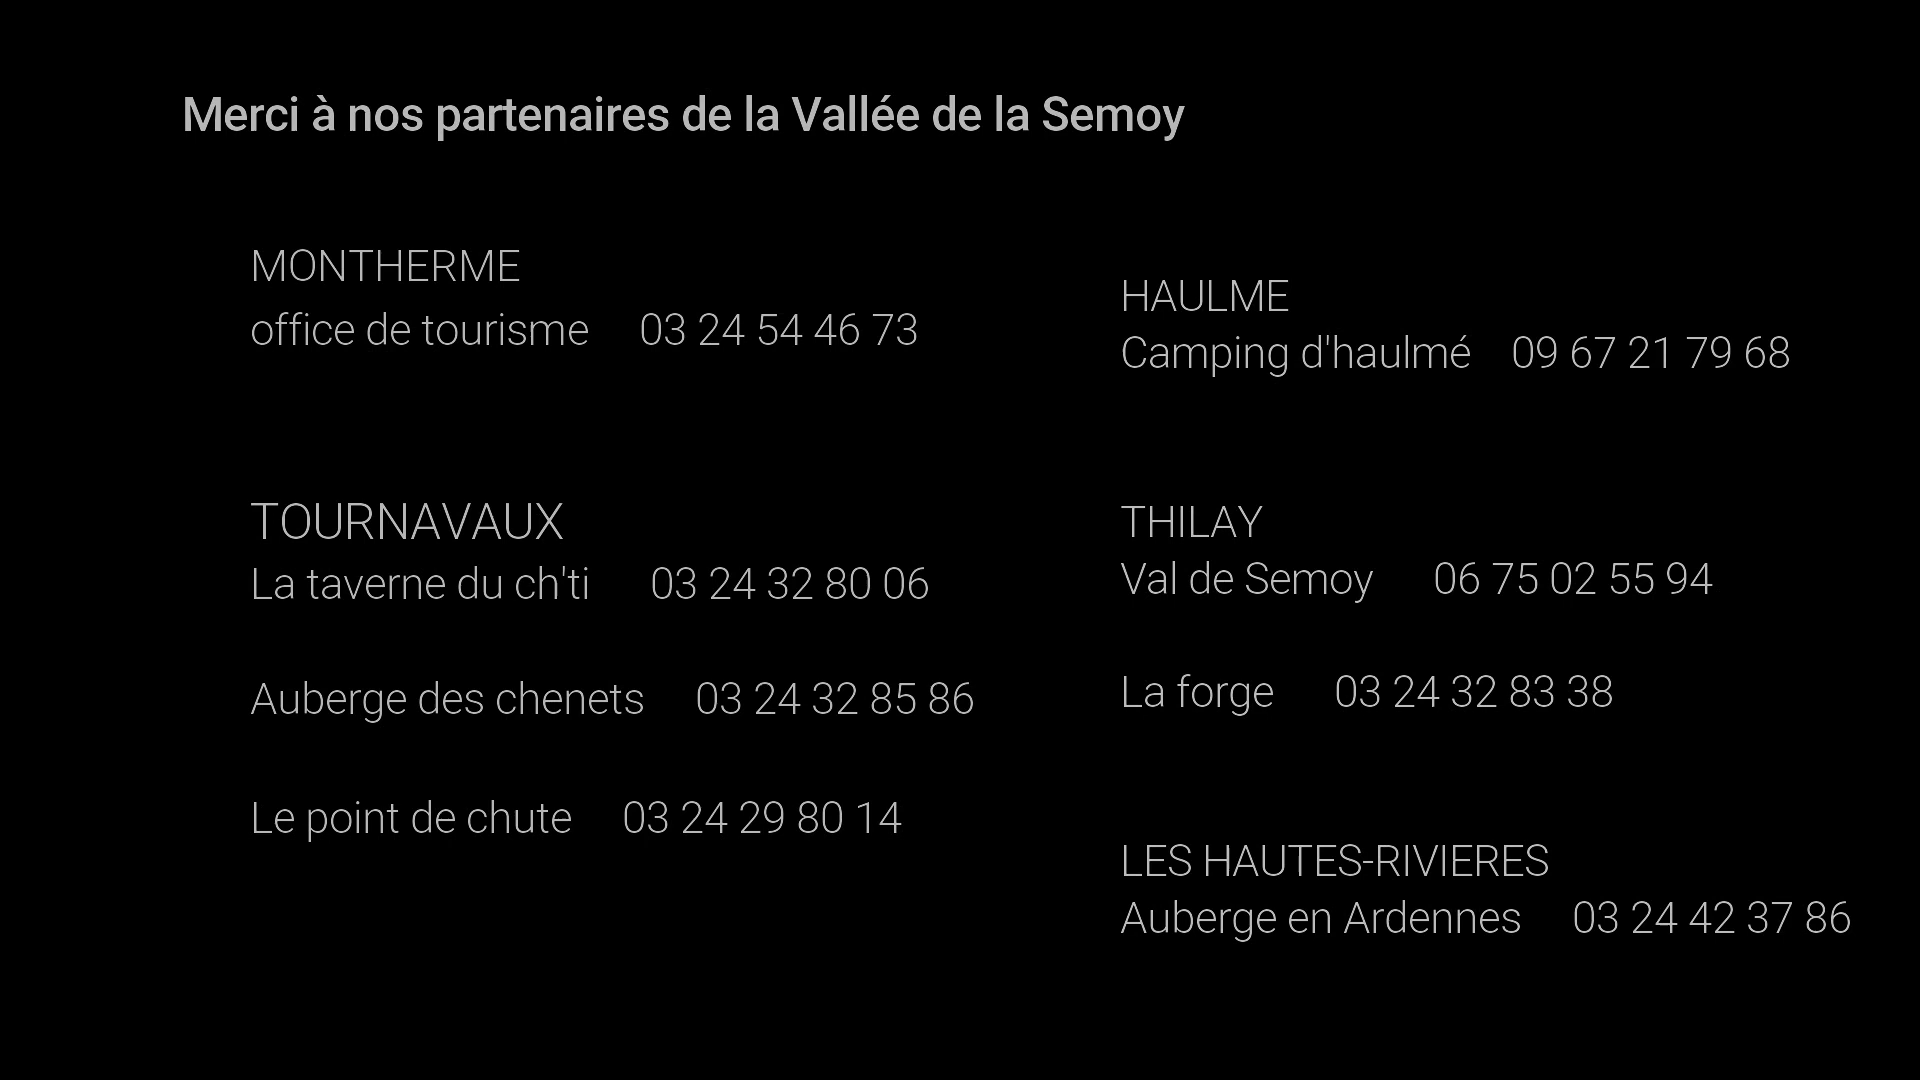 Merci à nos partenaires de la Vallée de la Semoy
MONTHERME
office de tourisme 03 24 54 46 73
TOURNAVAUX
La taverne du ch'ti 03 24 32 80 06
Auberge des chenets 03 24 32 85 86
Le point de chute 03 24 29 80 14
HAULME
Camping d'haulmé 09 67 21 79 68
THILAY
Val de Semoy 06 75 02 55 94
La forge 03 24 32 83 38
LES HAUTES-RIVIERES
Auberge en Ardennes 03 24 42 37 86